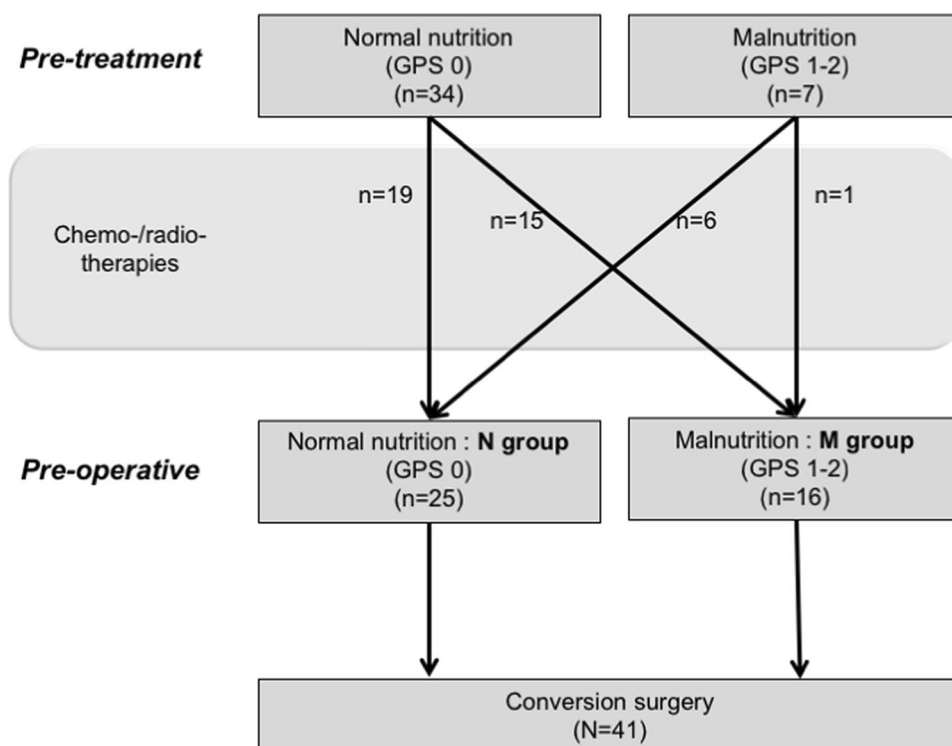 Pre-treatment
Normal nutrition
(GPS 0)
(n=34)
Malnutrition
(GPS 1-2)
(n=7)
Chemo-/radio-
therapies
n=19
n=15
n=6
n=1
Pre-operative
Normal nutrition : N group
(GPS 0)
(n=25)
Malnutrition : M group
(GPS 1-2)
(n=16)
Conversion surgery
(N=41)